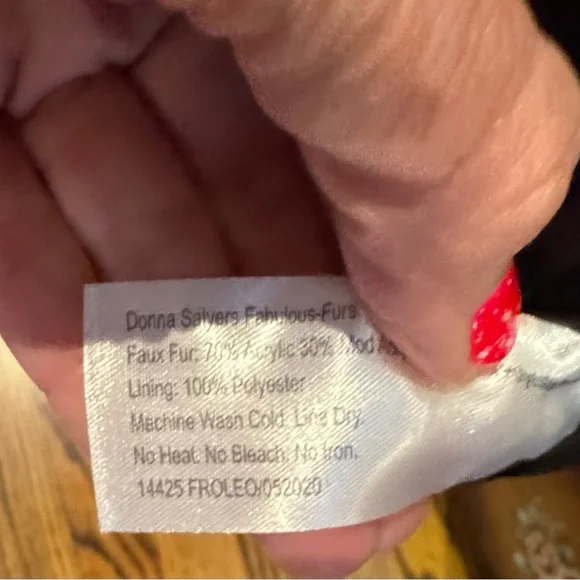 Donna Salyers Fabulous-Furs
Faux Fur: 70% Acrylic 30% Mod
Lining: 100% Polyester
Machine Wash Cold. Line Dry.
No Heat. No Bleach. No Iron.
14425 FROLEO/052020